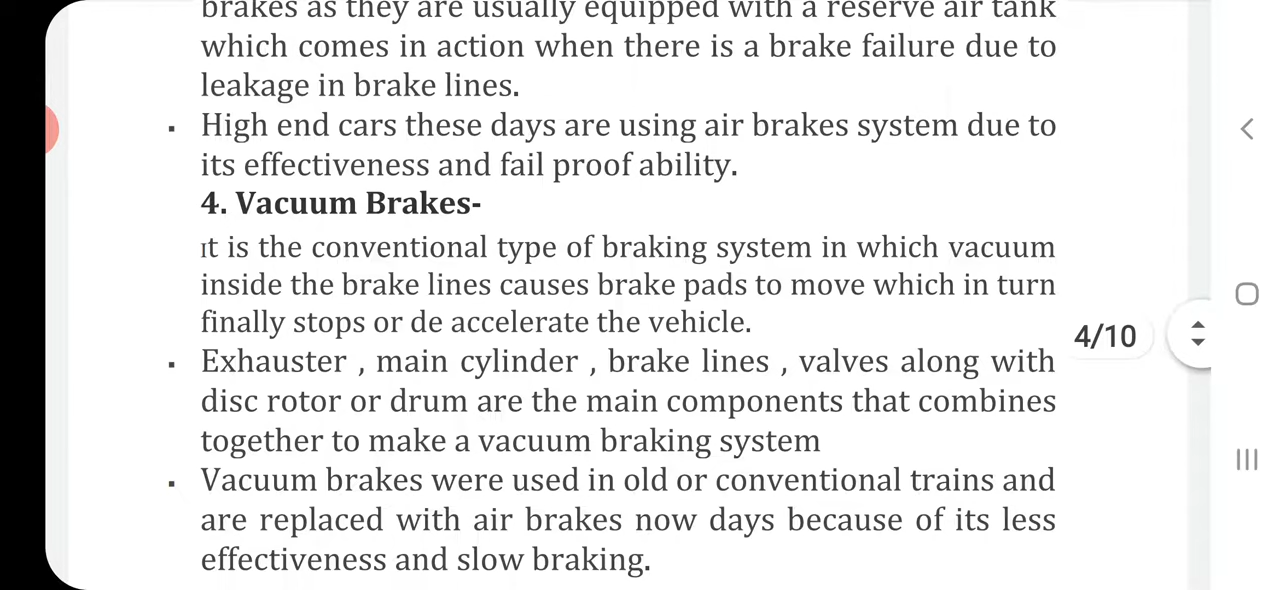 brakes as they are usually equipped with a reserve air tank
which comes in action when there is a brake failure due to
leakage in brake lines.
▪ High end cars these days are using air brakes system due to
its effectiveness and fail proof ability.
4. Vacuum Brakes-
It is the conventional type of braking system in which vacuum
inside the brake lines causes brake pads to move which in turn
finally stops or de accelerate the vehicle.
4/10
▪ Exhauster , main cylinder , brake lines , valves along with
disc rotor or drum are the main components that combines
together to make a vacuum braking system
▪ Vacuum brakes were used in old or conventional trains and
are replaced with air brakes now days because of its less
effectiveness and slow braking.